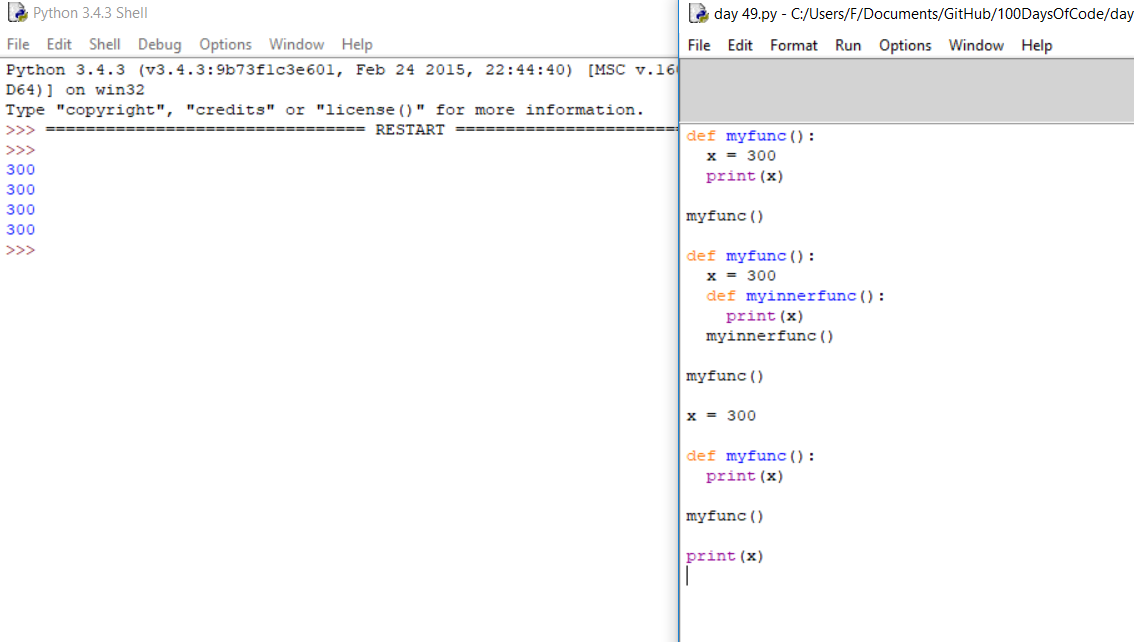 Python 3.4.3 Shell
File Edit Shell Debug Options Window Help
Python 3.4.3 (v3.4.3:9b73f1c3e601, Feb 24 2015, 22:44:40) [MSC v.160
D64)] on win32
Type "copyright", "credits" or "license()" for more information.
>>> ================================ RESTART ======================
>>>
300
300
300
300
>>>
day 49.py - C:/Users/F/Documents/GitHub/100DaysOfCode/day
File Edit Format Run Options Window Help
def myfunc():
  x = 300
  print(x)
myfunc()
def myfunc():
  x = 300
  def myinnerfunc():
    print(x)
  myinnerfunc()
myfunc()
x = 300
def myfunc():
  print(x)
myfunc()
print(x)